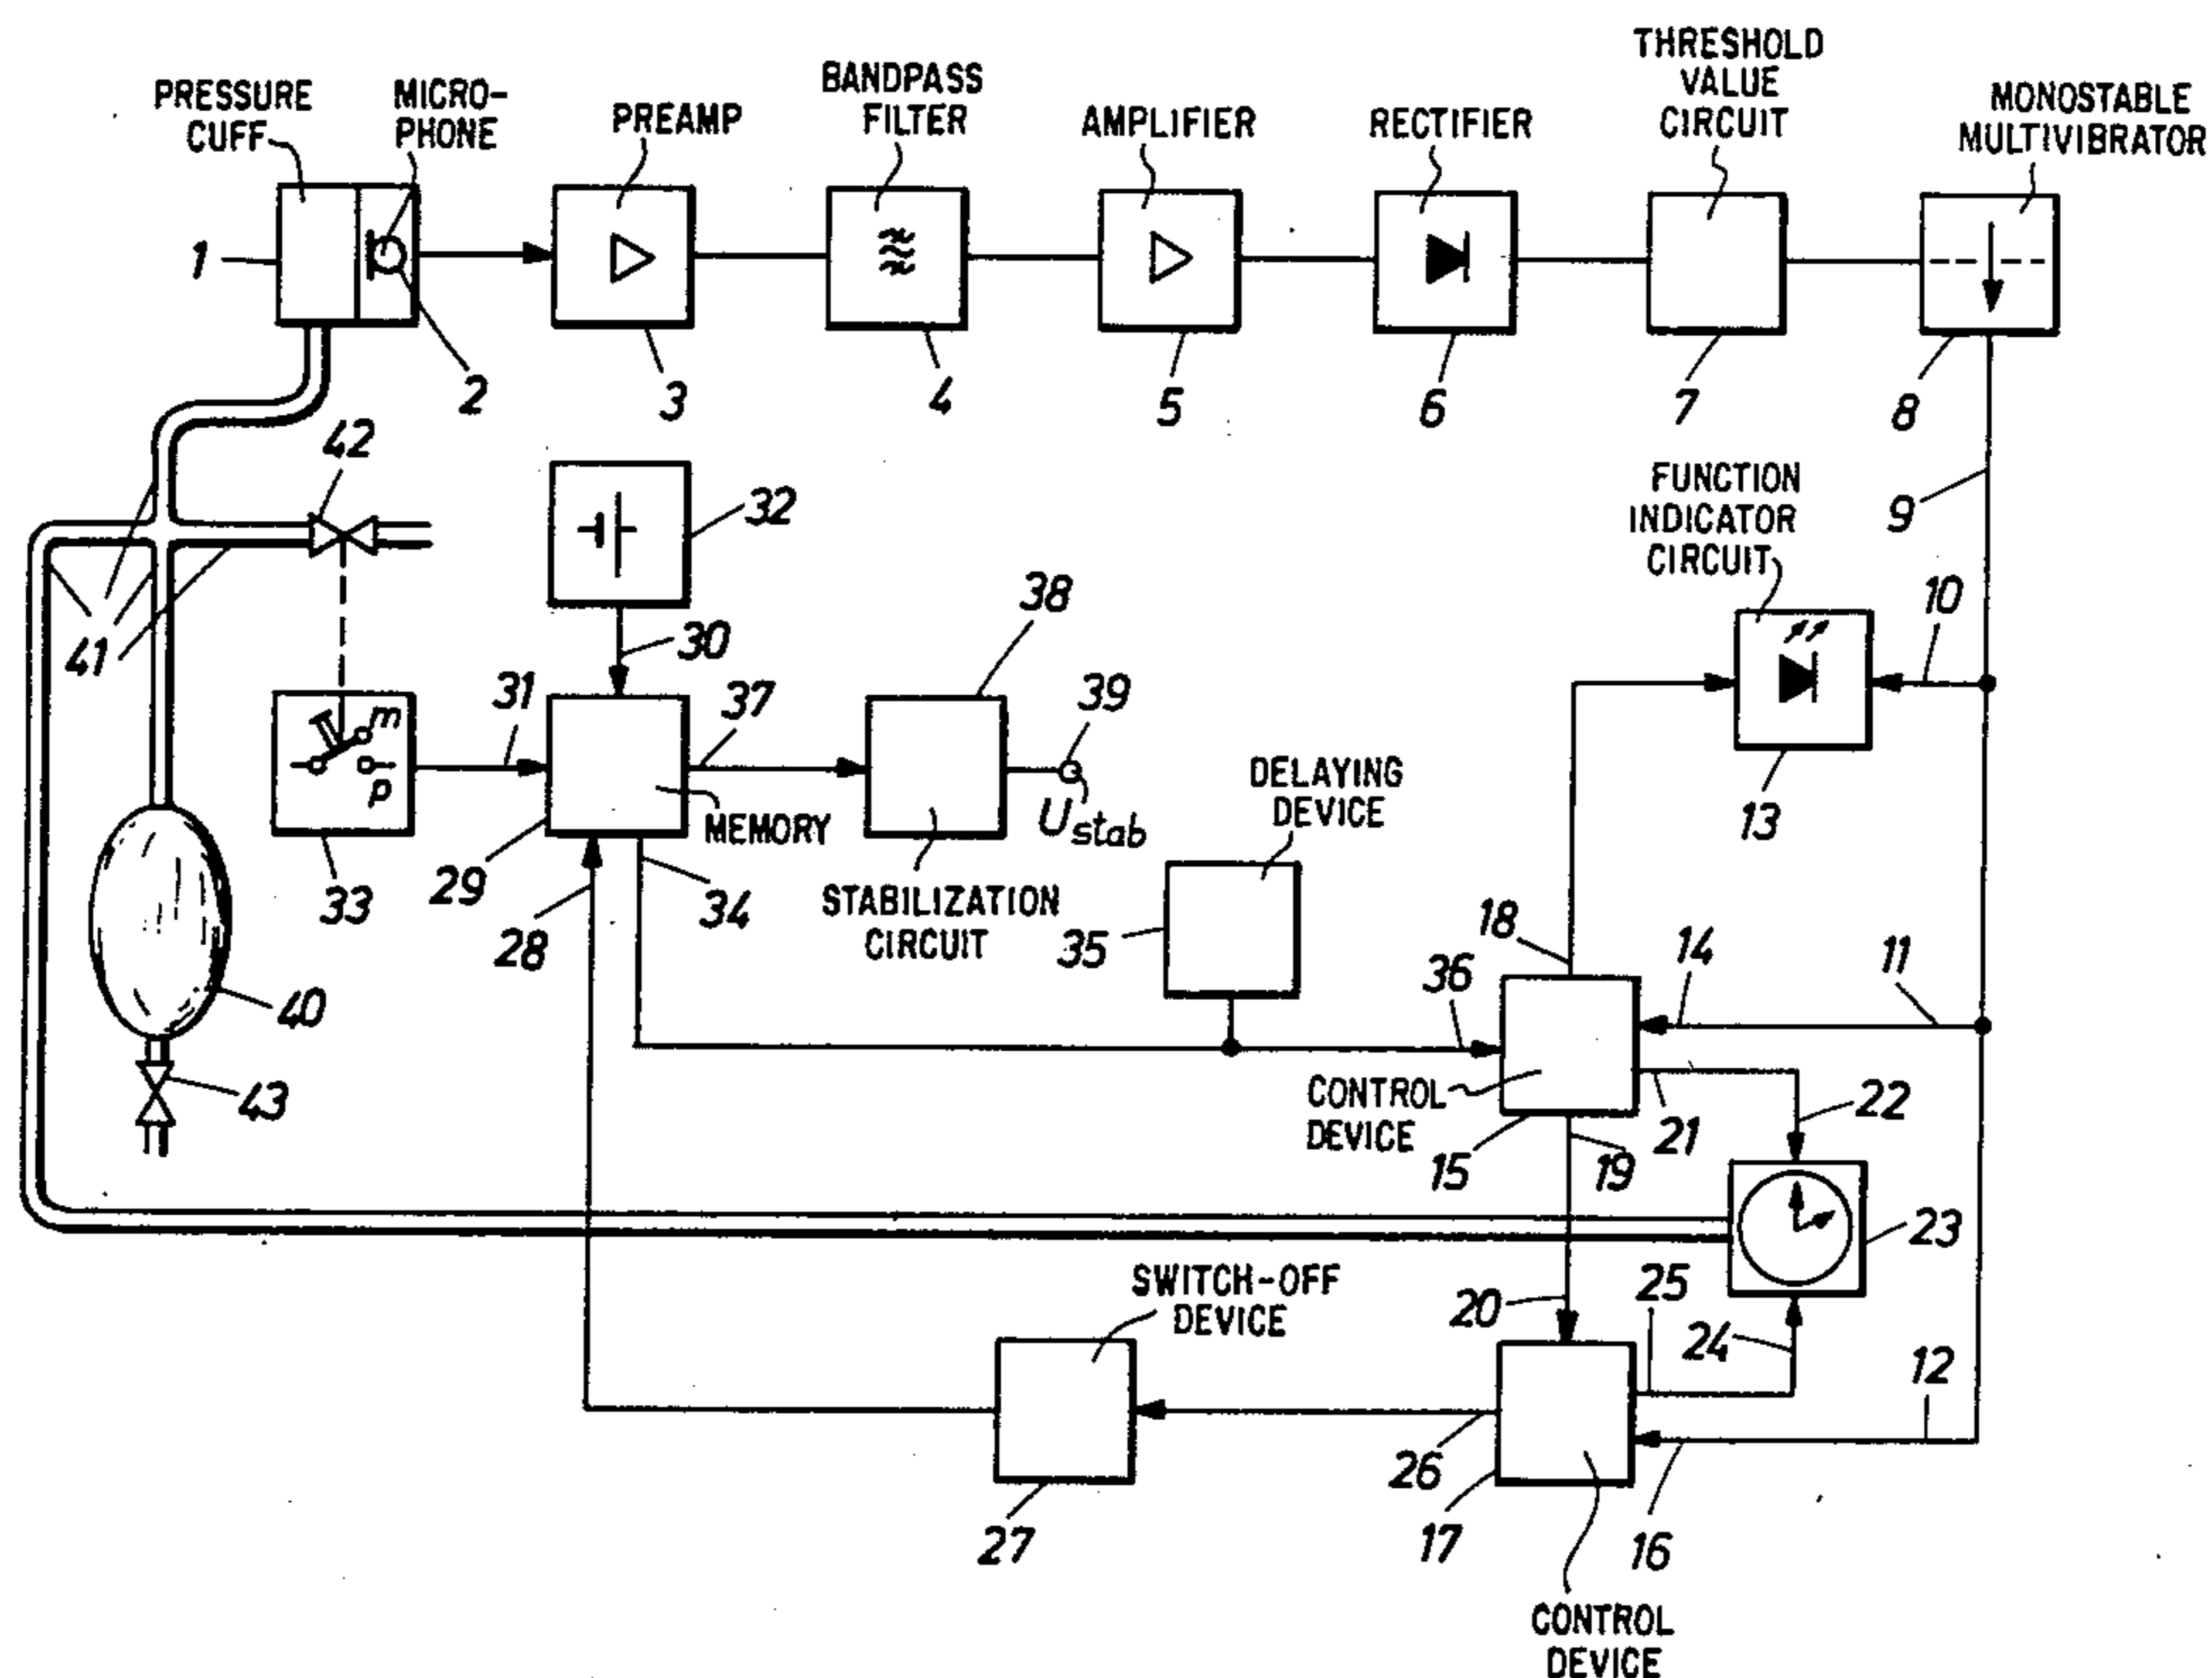 PRESSURE
CUFF
MICRO-
PHONE
PREAMP
BANDPASS
FILTER
AMPLIFIER
RECTIFIER
THRESHOLD
VALUE
CIRCUIT
MONOSTABLE
MULTIVIBRATOR
1
2
3
4
5
6
7
8
42
32
FUNCTION
INDICATOR
CIRCUIT
9
10
38
30
41
31
37
39
m
p
U stab
DELAYING
DEVICE
13
MEMORY
33
29
28
34
STABILIZATION
CIRCUIT
35
18
14
11
36
40
43
CONTROL
DEVICE
15
19
21
22
23
SWITCH-OFF
DEVICE
20
25
24
12
26
27
17
16
CONTROL
DEVICE